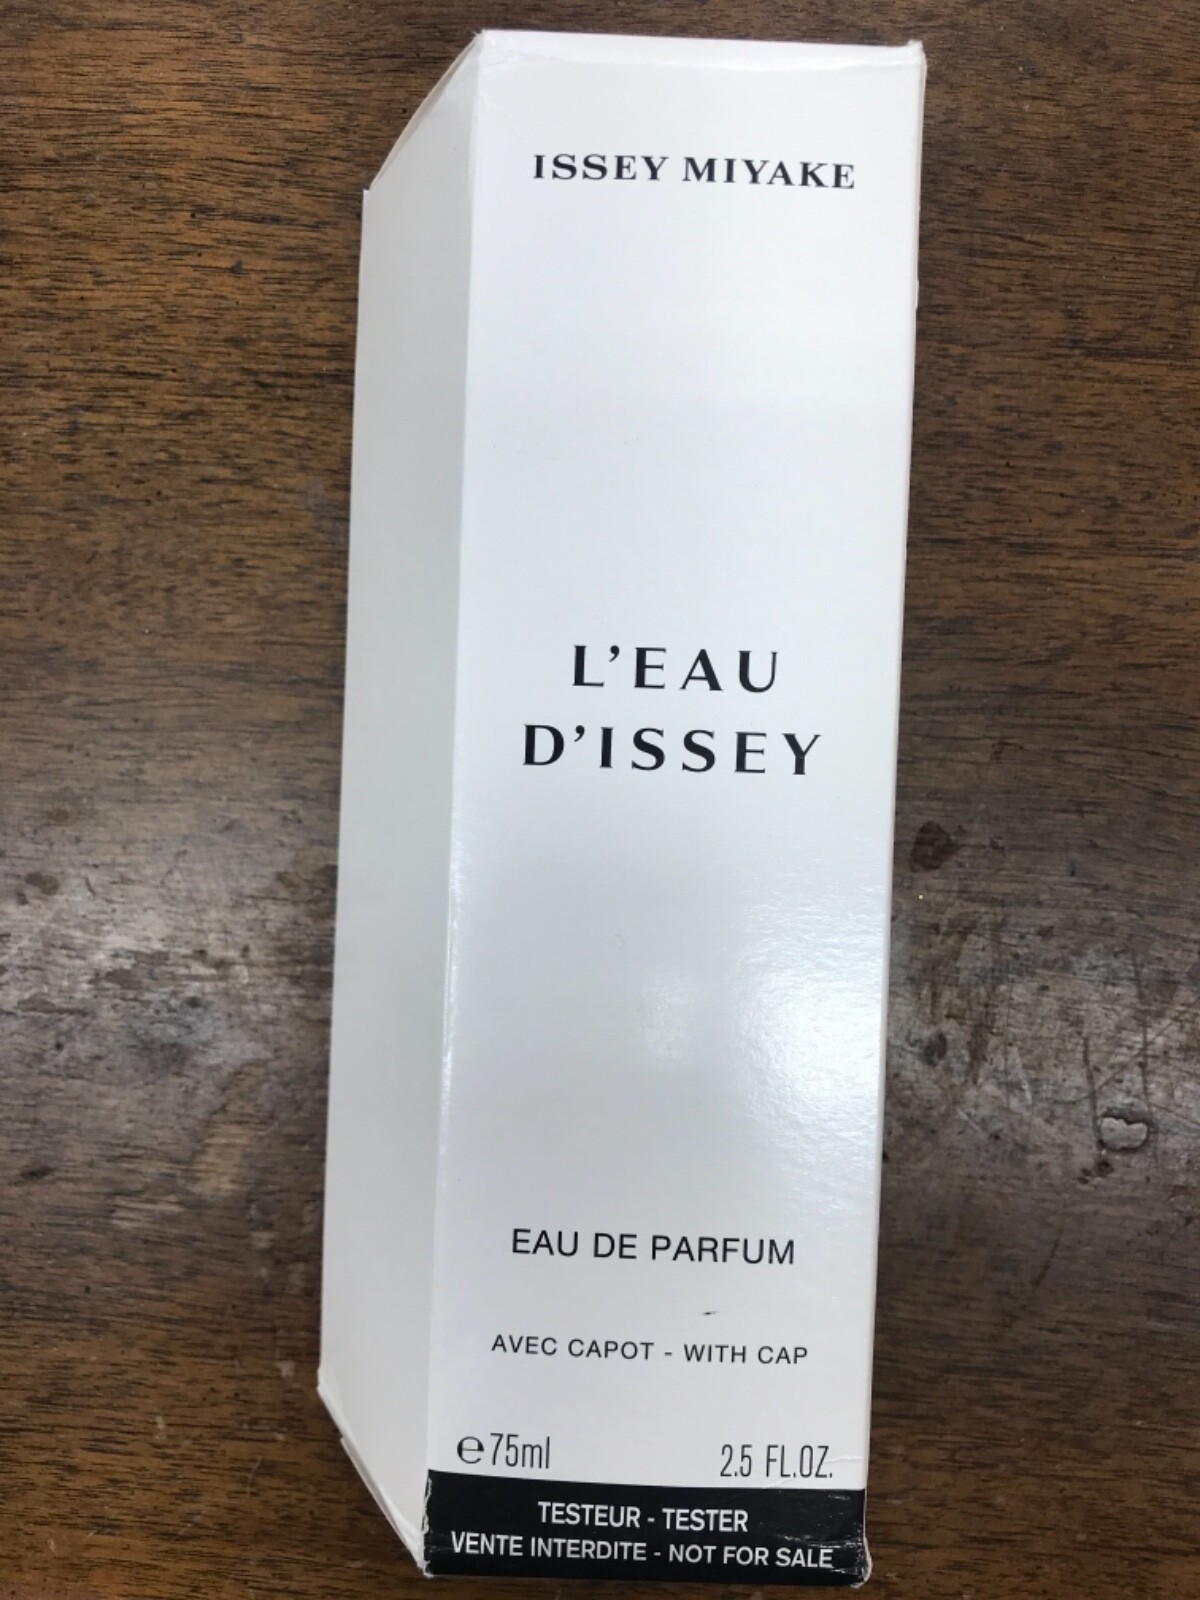 ISSEY MIYAKE
L'EAU
D'ISSEY
EAU DE PARFUM
AVEC CAPOT - WITH CAP
℮75ml 2.5 FL.OZ.
TESTEUR - TESTER
VENTE INTERDITE - NOT FOR SALE